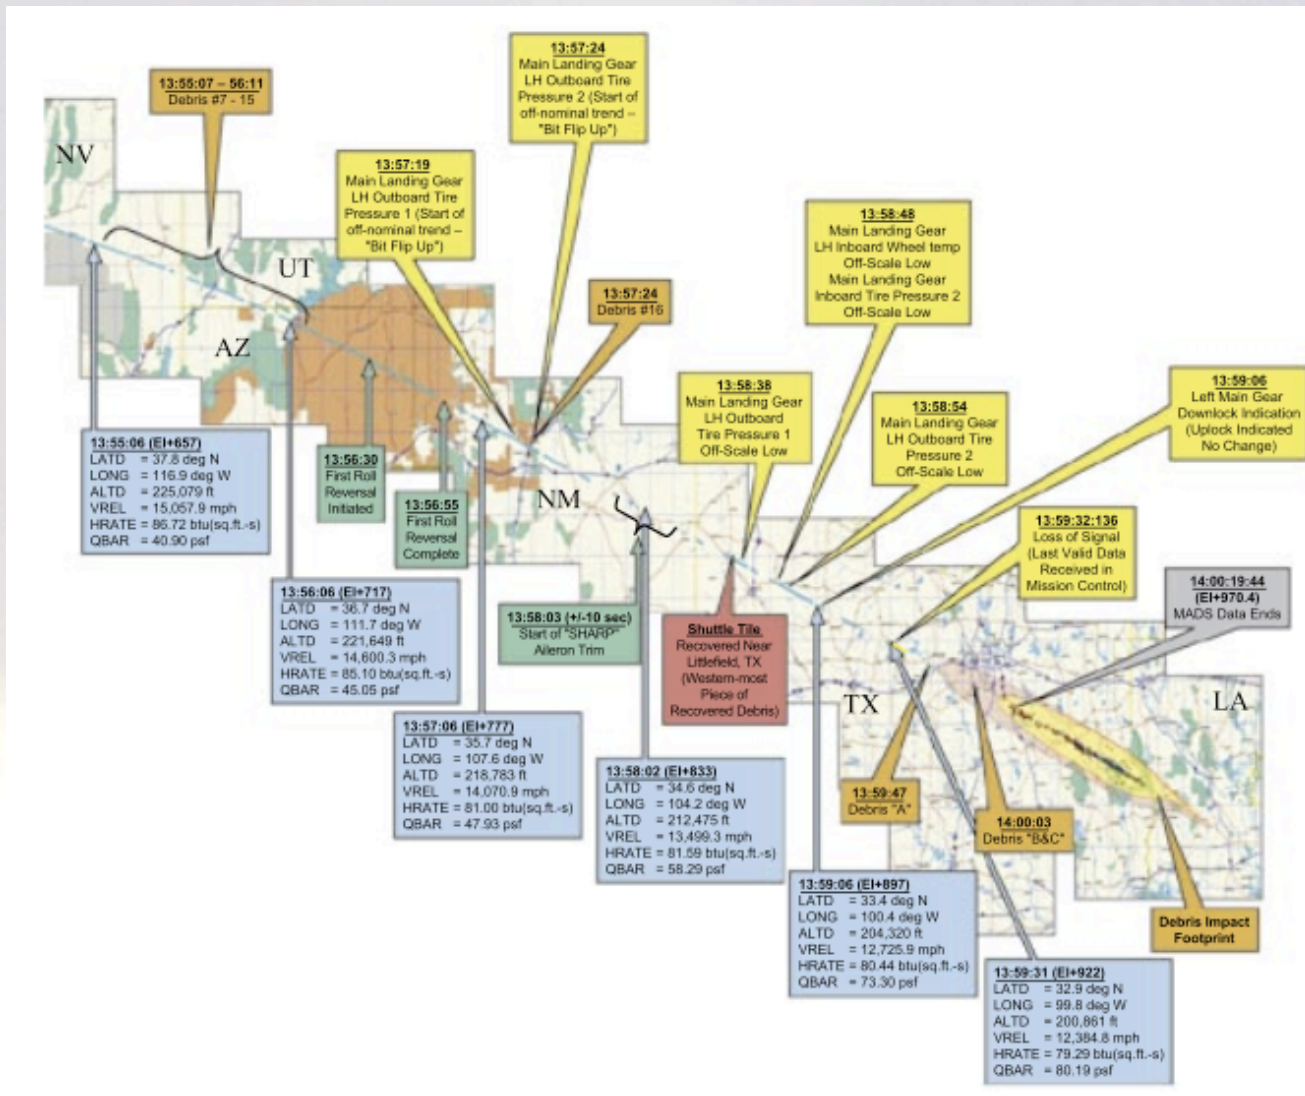 13:55:07 – 56:11
Debris #7 - 15
13:57:24
Main Landing Gear
LH Outboard Tire
Pressure 2 (Start of
off-nominal trend –
"Bit Flip Up")
NV
13:57:19
Main Landing Gear
LH Outboard Tire
Pressure 1 (Start of
off-nominal trend –
"Bit Flip Up")
13:58:48
Main Landing Gear
LH Inboard Wheel temp
Off-Scale Low
Main Landing Gear
Inboard Tire Pressure 2
Off-Scale Low
UT
13:57:24
Debris #16
AZ
13:58:38
Main Landing Gear
LH Outboard
Tire Pressure 1
Off-Scale Low
13:58:54
Main Landing Gear
LH Outboard Tire
Pressure 2
Off-Scale Low
13:59:06
Left Main Gear
Downlock Indication
(Uplock Indicated
No Change)
13:55:06 (EI+657)
LATD = 37.8 deg N
LONG = 116.9 deg W
ALTD = 225,079 ft
VREL = 15,057.9 mph
HRATE = 86.72 btu(sq.ft.-s)
QBAR = 40.90 psf
13:56:30
First Roll
Reversal
Initiated
13:56:55
First Roll
Reversal
Complete
NM
13:59:32:136
Loss of Signal
(Last Valid Data
Received in
Mission Control)
14:00:19:44
(EI+970.4)
MADS Data Ends
13:56:06 (EI+717)
LATD = 36.7 deg N
LONG = 111.7 deg W
ALTD = 221,649 ft
VREL = 14,600.3 mph
HRATE = 85.10 btu(sq.ft.-s)
QBAR = 45.05 psf
13:58:03 (+/-10 sec)
Start of "SHARP"
Aileron Trim
Shuttle Tile
Recovered Near
Littlefield, TX
(Western-most
Piece of
Recovered Debris)
TX
LA
13:57:06 (EI+777)
LATD = 35.7 deg N
LONG = 107.6 deg W
ALTD = 218,783 ft
VREL = 14,070.9 mph
HRATE = 81.00 btu(sq.ft.-s)
QBAR = 47.93 psf
13:58:02 (EI+833)
LATD = 34.6 deg N
LONG = 104.2 deg W
ALTD = 212,475 ft
VREL = 13,499.3 mph
HRATE = 81.59 btu(sq.ft.-s)
QBAR = 58.29 psf
13:59:47
Debris "A"
14:00:03
Debris "B&C"
13:59:06 (EI+897)
LATD = 33.4 deg N
LONG = 100.4 deg W
ALTD = 204,320 ft
VREL = 12,725.9 mph
HRATE = 80.44 btu(sq.ft.-s)
QBAR = 73.30 psf
Debris Impact
Footprint
13:59:31 (EI+922)
LATD = 32.9 deg N
LONG = 99.8 deg W
ALTD = 200,861 ft
VREL = 12,384.8 mph
HRATE = 79.29 btu(sq.ft.-s)
QBAR = 80.19 psf